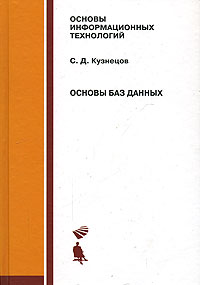 ОСНОВЫ
ИНФОРМАЦИОННЫХ
ТЕХНОЛОГИЙ
С. Д. Кузнецов
ОСНОВЫ БАЗ ДАННЫХ